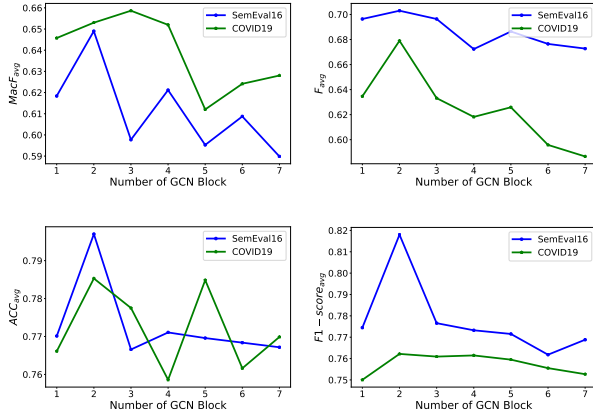 0.66
0.65
0.64
0.63
0.62
0.61
0.60
0.59
MacF_avg
1 2 3 4 5 6 7
Number of GCN Block
SemEval16
COVID19
0.70
0.68
0.66
0.64
0.62
0.60
F_avg
1 2 3 4 5 6 7
Number of GCN Block
SemEval16
COVID19
0.79
0.78
0.77
0.76
ACC_avg
1 2 3 4 5 6 7
Number of GCN Block
SemEval16
COVID19
0.82
0.81
0.80
0.79
0.78
0.77
0.76
0.75
F1 − score_avg
1 2 3 4 5 6 7
Number of GCN Block
SemEval16
COVID19